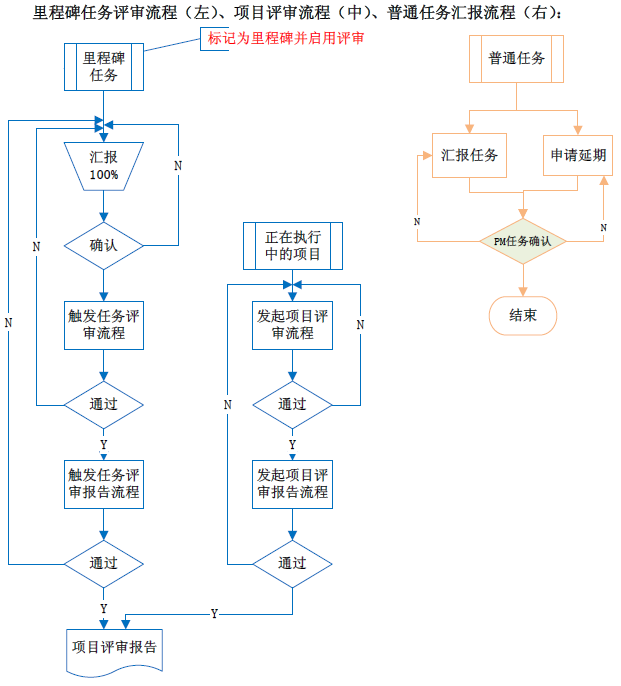 里程碑任务评审流程（左）、项目评审流程（中）、普通任务汇报流程（右）：
里程碑
任务
标记为里程碑并启用评审
汇报
100%
N
确认
N
触发任务评
审流程
N
通过
Y
触发任务评
审报告流程
通过
Y
项目评审报告
正在执行
中的项目
发起项目评
审流程
N
通过
N
Y
发起项目评
审报告流程
通过
Y
普通任务
汇报任务
申请延期
N
N
PM任务确认
结束